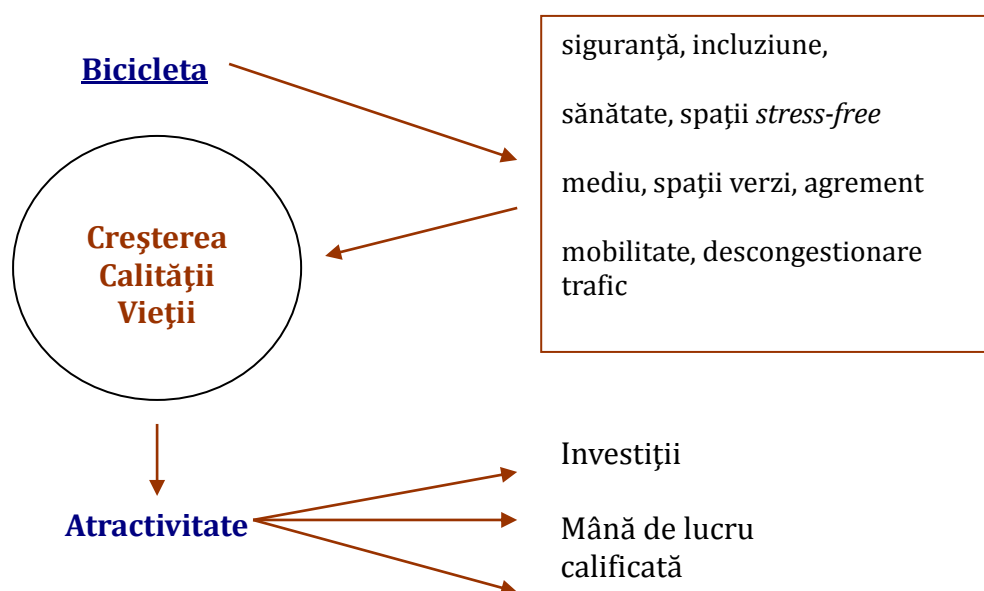 Bicicleta
siguranţă, incluziune,
sănătate, spaţii stress-free
mediu, spaţii verzi, agrement
mobilitate, descongestionare
trafic
Creşterea
Calităţii
Vieţii
Atractivitate
Investiţii
Mână de lucru
calificată